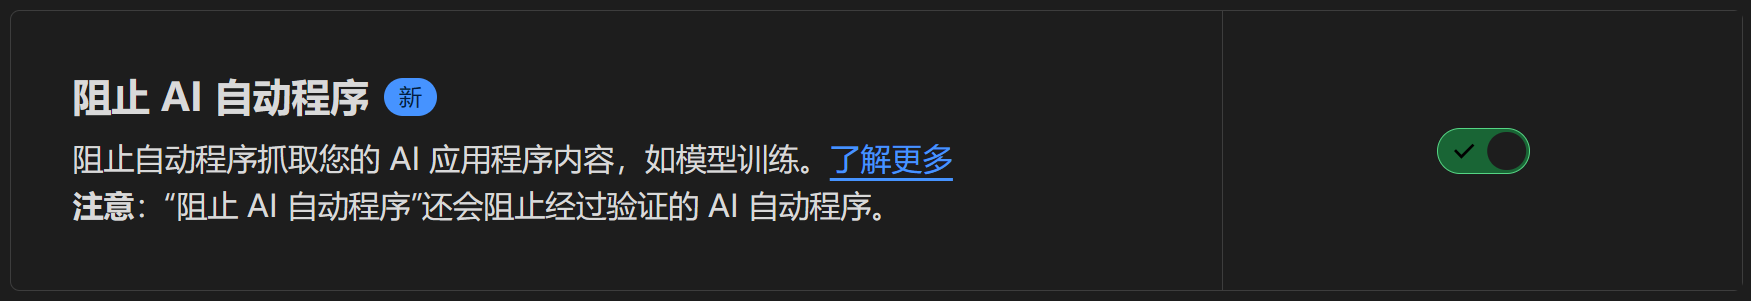 阻止 AI 自动程序 新
阻止自动程序抓取您的 AI 应用程序内容，如模型训练。了解更多
注意：“阻止 AI 自动程序”还会阻止经过验证的 AI 自动程序。